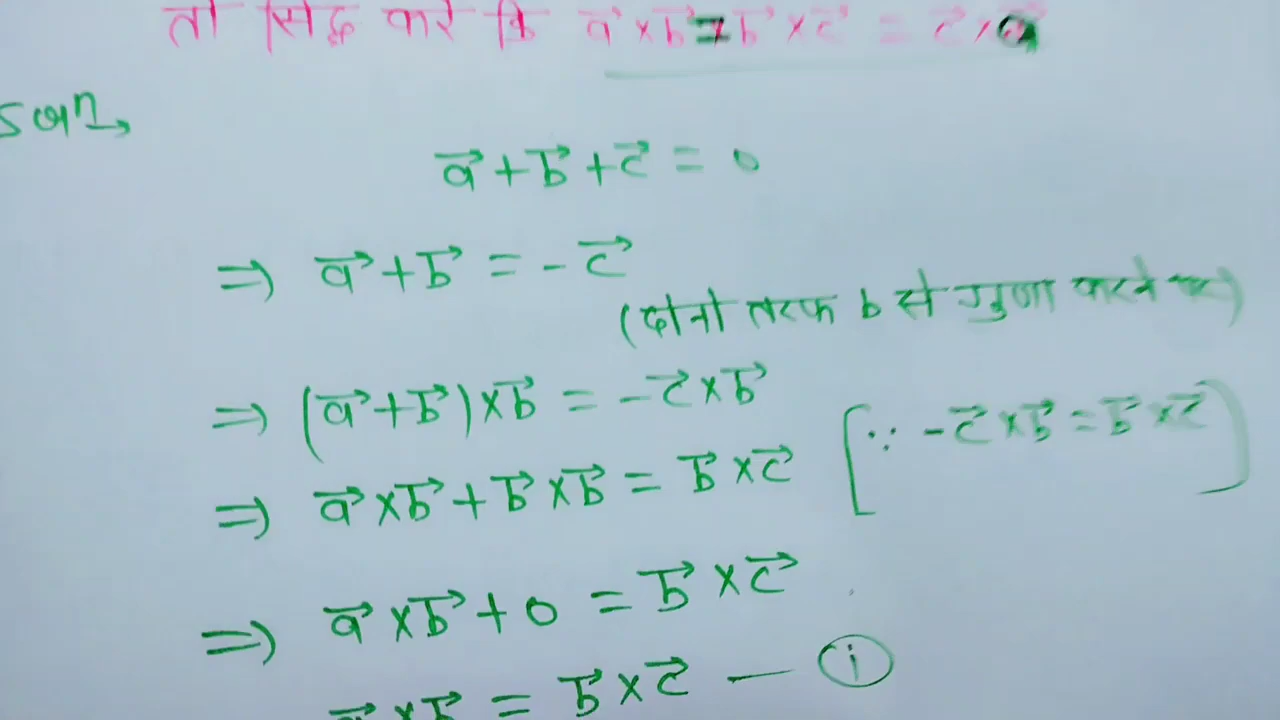 तो सिद्ध करे कि a⃗ × b⃗ = b⃗ × c⃗ = c⃗ × a⃗
Soln→
a⃗ + b⃗ + c⃗ = 0
⇒ a⃗ + b⃗ = - c⃗
(दोनो तरफ b से गुणा करने पर)
⇒ (a⃗ + b⃗) × b⃗ = - c⃗ × b⃗
[∵ - c⃗ × b⃗ = b⃗ × c⃗]
⇒ a⃗ × b⃗ + b⃗ × b⃗ = b⃗ × c⃗
⇒ a⃗ × b⃗ + 0 = b⃗ × c⃗
a⃗ × b⃗ = b⃗ × c⃗ — (i)